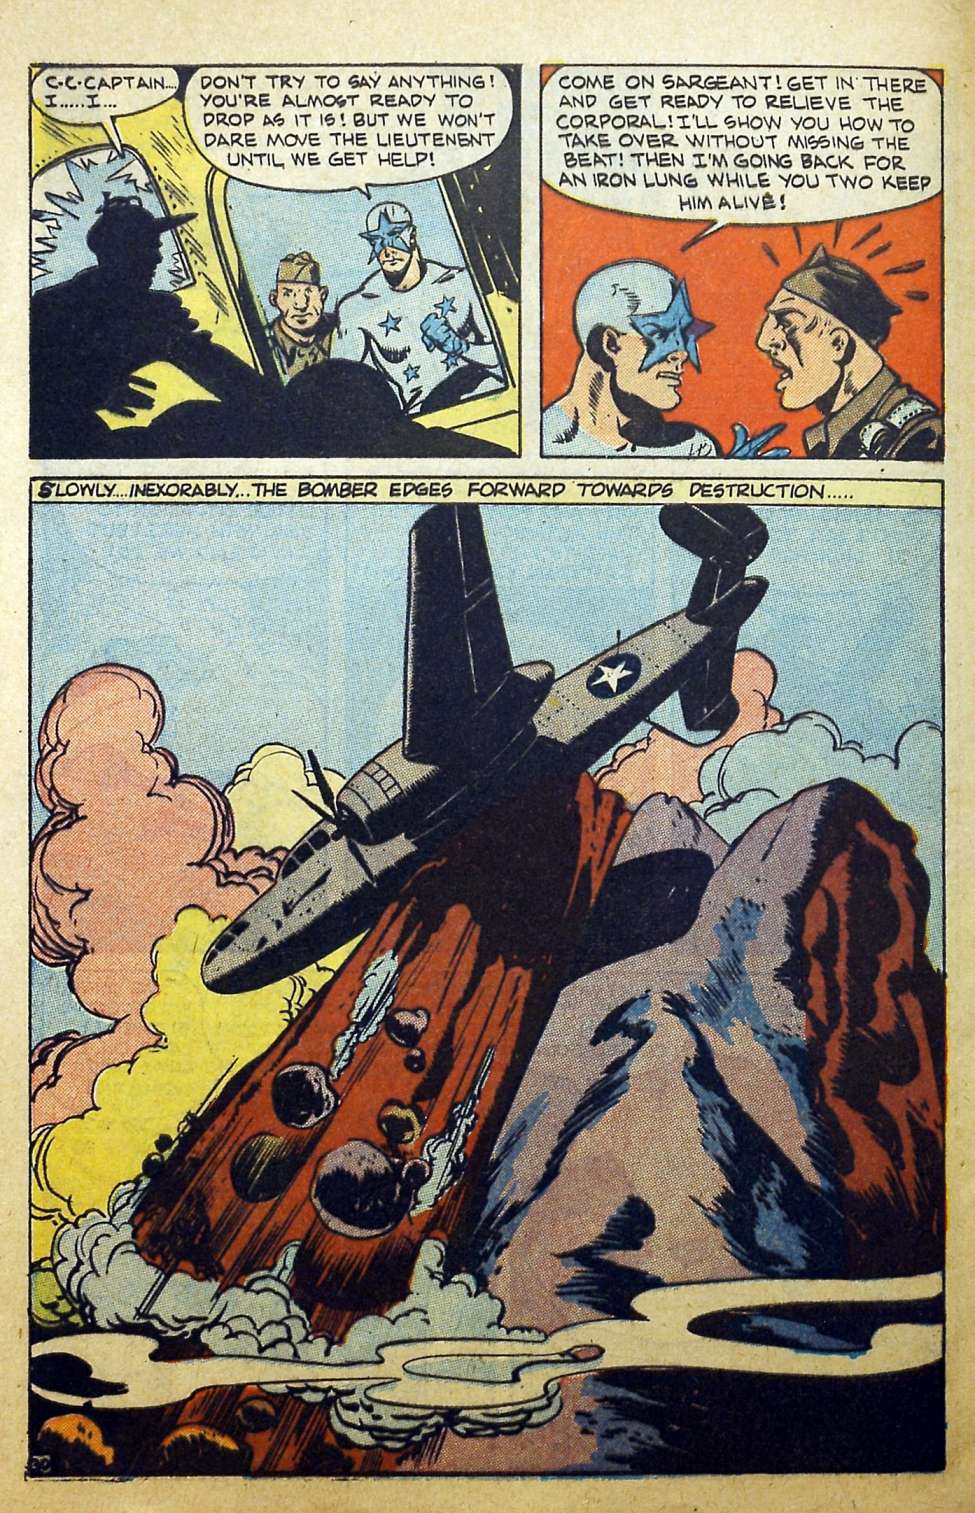 C-C-CAPTAIN....
I.....I...
DON'T TRY TO SAY ANYTHING!
YOU'RE ALMOST READY TO
DROP AS IT IS! BUT WE WON'T
DARE MOVE THE LIEUTENENT
UNTIL WE GET HELP!
COME ON SARGEANT! GET IN THERE
AND GET READY TO RELIEVE THE
CORPORAL! I'LL SHOW YOU HOW TO
TAKE OVER WITHOUT MISSING THE
BEAT! THEN I'M GOING BACK FOR
AN IRON LUNG WHILE YOU TWO KEEP
HIM ALIVE!
SLOWLY....INEXORABLY...THE BOMBER EDGES FORWARD TOWARDS DESTRUCTION.....